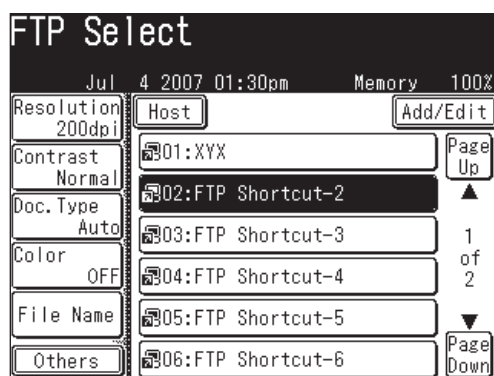 FTP Select
Jul 4 2007 01:30pm Memory 100%
Resolution
200dpi
Contrast
Normal
Doc.Type
Auto
Color
OFF
File Name
Others
Host
Add/Edit
01:XYX
02:FTP Shortcut-2
03:FTP Shortcut-3
04:FTP Shortcut-4
05:FTP Shortcut-5
06:FTP Shortcut-6
Page
Up
1
of
2
Page
Down